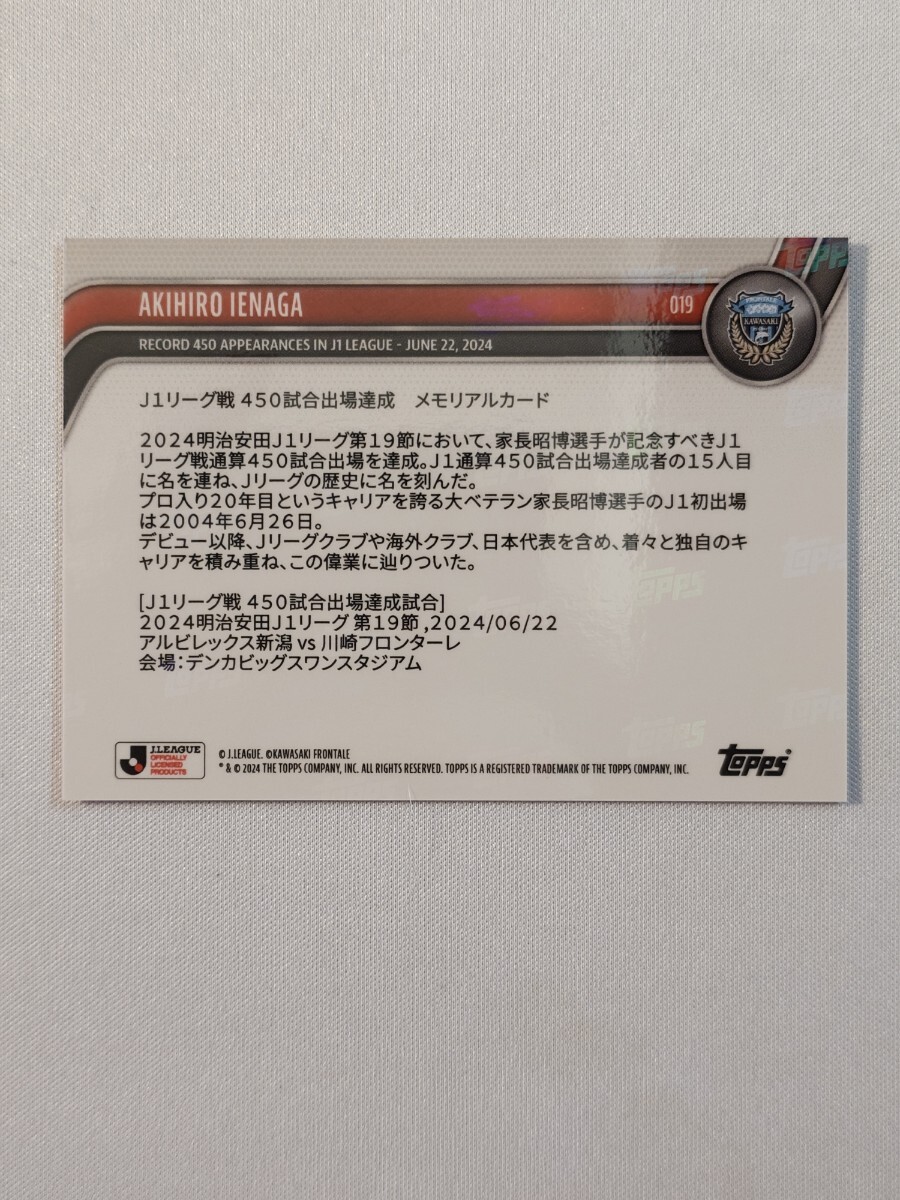 AKIHIRO IENAGA 019
RECORD 450 APPEARANCES IN J1 LEAGUE - JUNE 22, 2024
KAWASAKI
J1リーグ戦 450試合出場達成　メモリアルカード
2024明治安田J1リーグ第19節において、家長昭博選手が記念すべきJ1
リーグ戦通算450試合出場を達成。J1通算450試合出場達成者の15人目
に名を連ね、Jリーグの歴史に名を刻んだ。
プロ入り20年目というキャリアを誇る大ベテラン家長昭博選手のJ1初出場
は2004年6月26日。
デビュー以降、Jリーグクラブや海外クラブ、日本代表を含め、着々と独自のキ
ャリアを積み重ね、この偉業に辿りついた。
[J1リーグ戦 450試合出場達成試合]
2024明治安田J1リーグ 第19節 ,2024/06/22
アルビレックス新潟 vs 川崎フロンターレ
会場：デンカビッグスワンスタジアム
J.LEAGUE
OFFICIALLY
LICENSED
PRODUCTS
© J.LEAGUE. ©KAWASAKI FRONTALE
® & © 2024 THE TOPPS COMPANY, INC. ALL RIGHTS RESERVED. TOPPS IS A REGISTERED TRADEMARK OF THE TOPPS COMPANY, INC.
Topps®